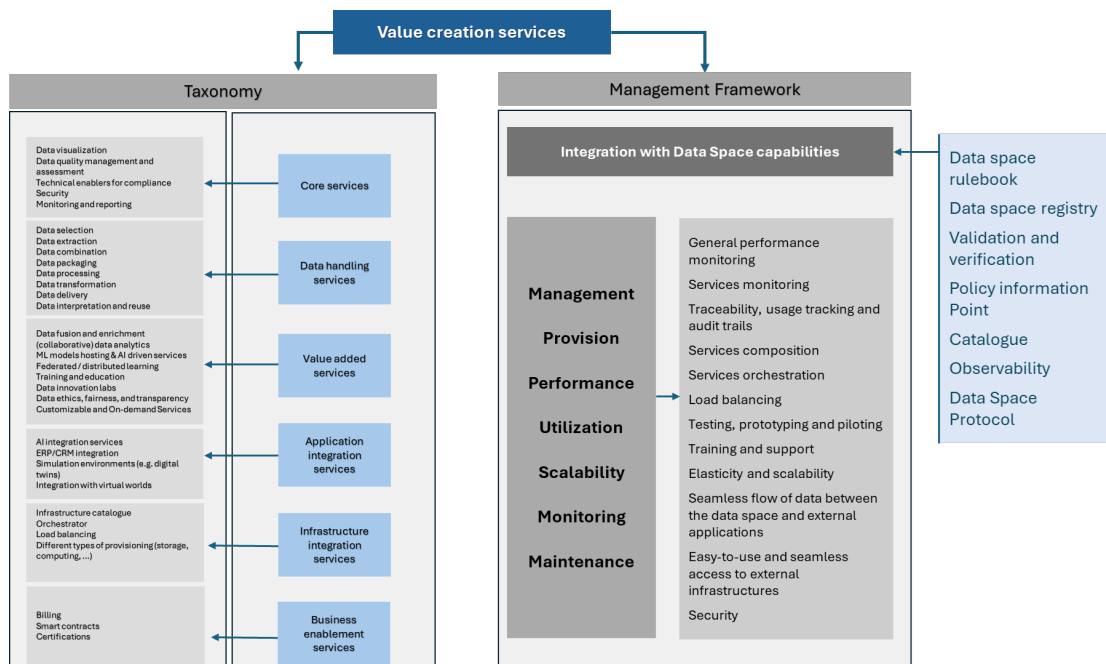 Value creation services
Taxonomy
Data visualization
Data quality management and
assessment
Technical enablers for compliance
Security
Monitoring and reporting
Core services
Data selection
Data extraction
Data combination
Data packaging
Data processing
Data transformation
Data delivery
Data interpretation and reuse
Data handling
services
Data fusion and enrichment
(collaborative) data analytics
ML models hosting & AI driven services
Federated / distributed learning
Training and education
Data innovation labs
Data ethics, fairness, and transparency
Customizable and On-demand Services
Value added
services
AI integration services
ERP/CRM integration
Simulation environments (e.g. digital
twins)
Integration with virtual worlds
Application
integration
services
Infrastructure catalogue
Orchestrator
Load balancing
Different types of provisioning (storage,
computing, ...)
Infrastructure
integration
services
Billing
Smart contracts
Certifications
Business
enablement
services
Management Framework
Integration with Data Space capabilities
Management
Provision
Performance
Utilization
Scalability
Monitoring
Maintenance
General performance
monitoring
Services monitoring
Traceability, usage tracking and
audit trails
Services composition
Services orchestration
Load balancing
Testing, prototyping and piloting
Training and support
Elasticity and scalability
Seamless flow of data between
the data space and external
applications
Easy-to-use and seamless
access to external
infrastructures
Security
Data space
rulebook
Data space registry
Validation and
verification
Policy information
Point
Catalogue
Observability
Data Space
Protocol